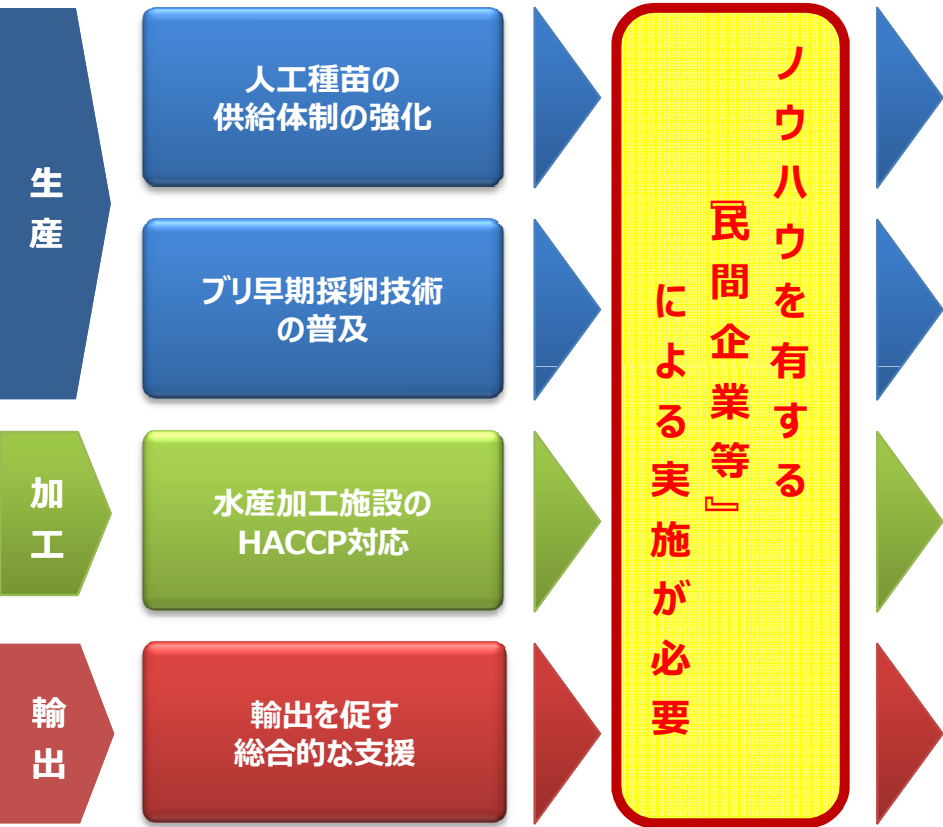 生産
人工種苗の
供給体制の強化
ブリ早期採卵技術
の普及
加工
水産加工施設の
HACCP対応
輸出
輸出を促す
総合的な支援
ノウハウを有する
『民間企業等』
による実施が必要